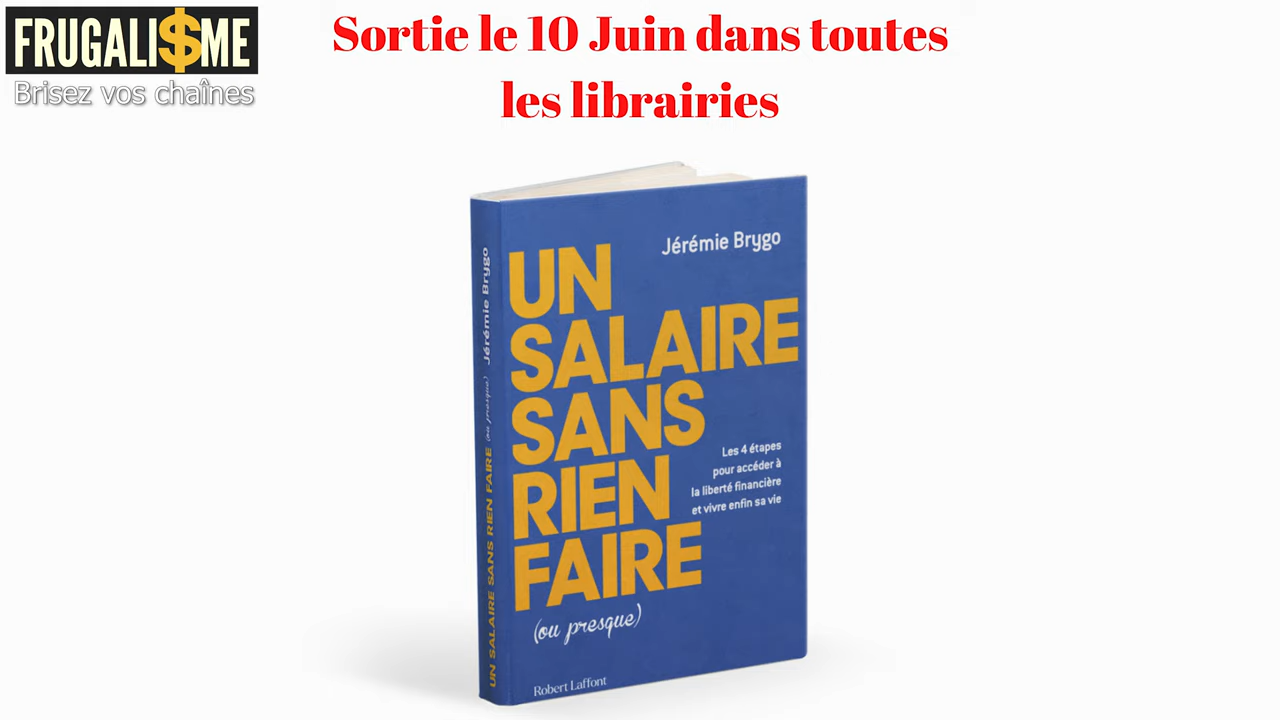 FRUGALI$ME
Brisez vos chaînes
Sortie le 10 Juin dans toutes
les librairies
UN SALAIRE SANS RIEN FAIRE (ou presque) Jérémie Brygo
Jérémie Brygo
UN
SALAIRE
SANS
RIEN
FAIRE
(ou presque)
Les 4 étapes
pour accéder à
la liberté financière
et vivre enfin sa vie
Robert Laffont